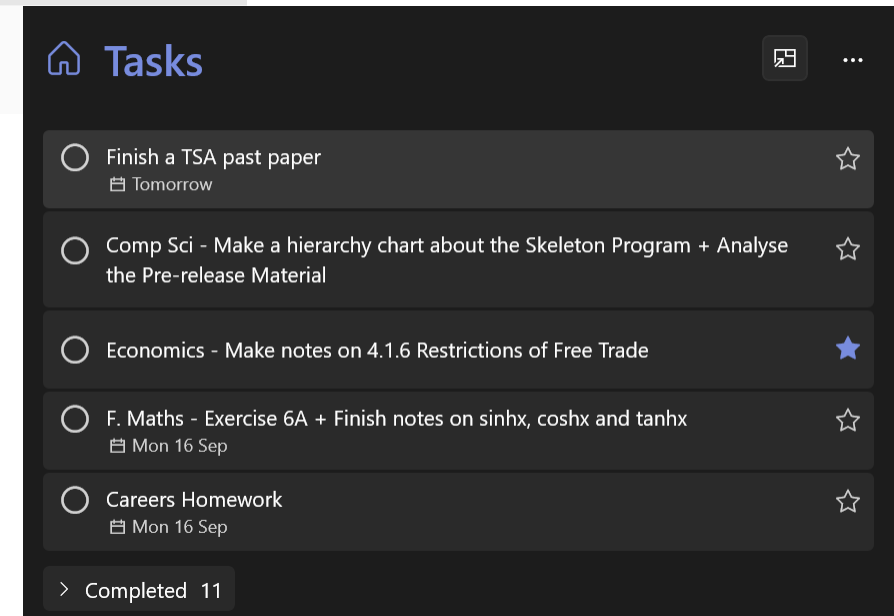 Tasks
Finish a TSA past paper
Tomorrow
Comp Sci - Make a hierarchy chart about the Skeleton Program + Analyse
the Pre-release Material
Economics - Make notes on 4.1.6 Restrictions of Free Trade
F. Maths - Exercise 6A + Finish notes on sinhx, coshx and tanhx
Mon 16 Sep
Careers Homework
Mon 16 Sep
Completed 11